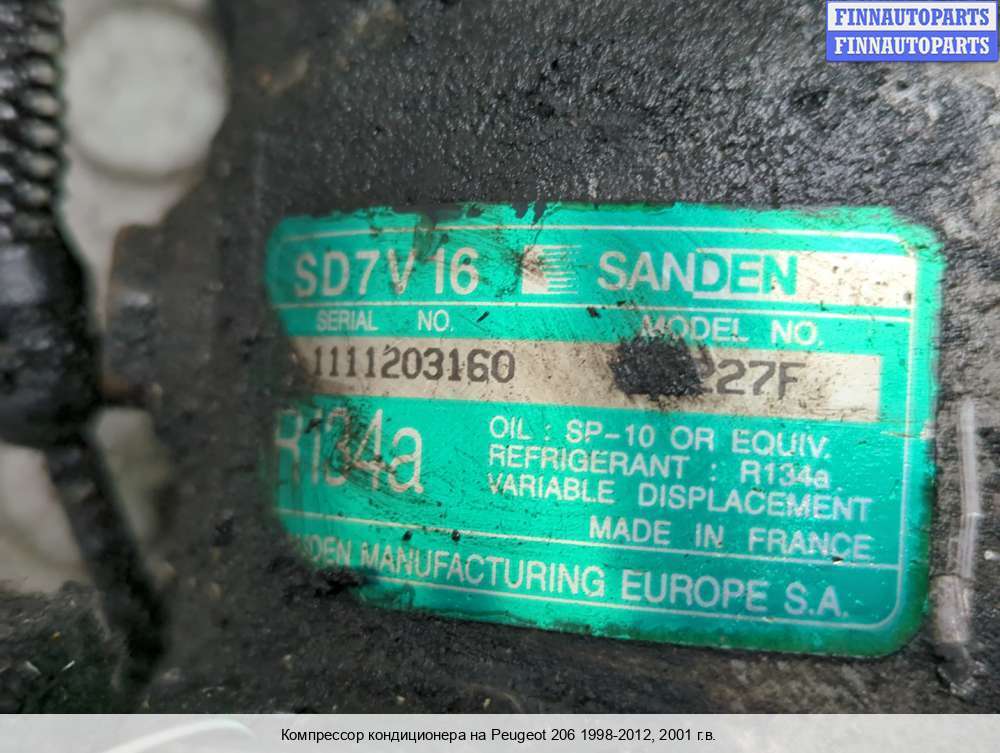 FINNAUTOPARTS
FINNAUTOPARTS
SD7V16 SANDEN
SERIAL NO. MODEL NO.
1111203160 227F
R134a
OIL : SP-10 OR EQUIV.
REFRIGERANT : R134a
VARIABLE DISPLACEMENT
MADE IN FRANCE
MANUFACTURING EUROPE S.A.
Компрессор кондиционера на Peugeot 206 1998-2012, 2001 г.в.